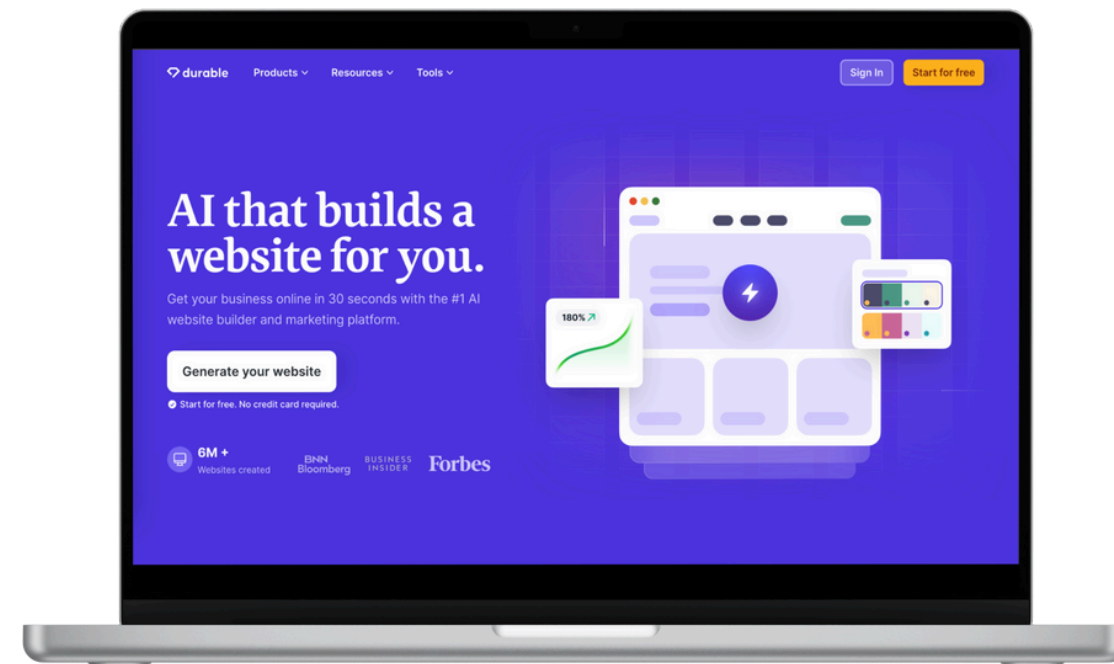 durable Products Resources Tools Sign In Start for free
AI that builds a
website for you.
Get your business online in 30 seconds with the #1 AI
website builder and marketing platform.
180%
Generate your website
Start for free. No credit card required.
6M +
Websites created
BNN
Bloomberg
BUSINESS
INSIDER
Forbes